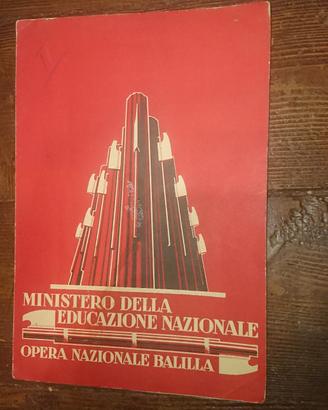 MINISTERO DELLA
EDUCAZIONE NAZIONALE
OPERA NAZIONALE BALILLA